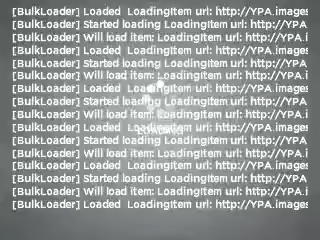 [BulkLoader] Loaded  LoadingItem url: http://YPA.images
[BulkLoader] Started loading LoadingItem url: http://YPA
[BulkLoader] Will load item: LoadingItem url: http://YPA.i
[BulkLoader] Loaded  LoadingItem url: http://YPA.images
[BulkLoader] Started loading LoadingItem url: http://YPA
[BulkLoader] Will load item: LoadingItem url: http://YPA.i
[BulkLoader] Loaded  LoadingItem url: http://YPA.images
[BulkLoader] Started loading LoadingItem url: http://YPA
[BulkLoader] Will load item: LoadingItem url: http://YPA.i
[BulkLoader] Loaded  LoadingItem url: http://YPA.images
[BulkLoader] Started loading LoadingItem url: http://YPA
[BulkLoader] Will load item: LoadingItem url: http://YPA.i
[BulkLoader] Loaded  LoadingItem url: http://YPA.images
[BulkLoader] Started loading LoadingItem url: http://YPA
[BulkLoader] Will load item: LoadingItem url: http://YPA.i
[BulkLoader] Loaded  LoadingItem url: http://YPA.images